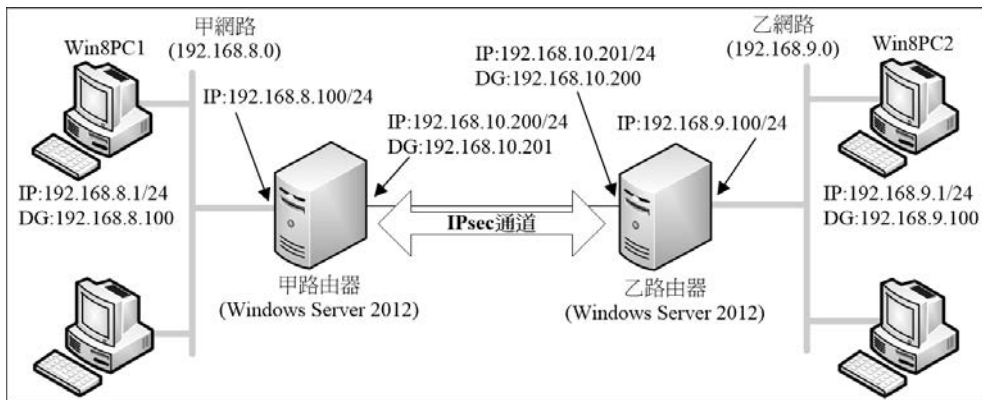 甲網路
(192.168.8.0)
乙網路
(192.168.9.0)
Win8PC1
Win8PC2
IP:192.168.10.201/24
DG:192.168.10.200
IP:192.168.8.100/24
IP:192.168.10.200/24
DG:192.168.10.201
IP:192.168.9.100/24
IP:192.168.8.1/24
DG:192.168.8.100
IP:192.168.9.1/24
DG:192.168.9.100
IPsec通道
甲路由器
(Windows Server 2012)
乙路由器
(Windows Server 2012)